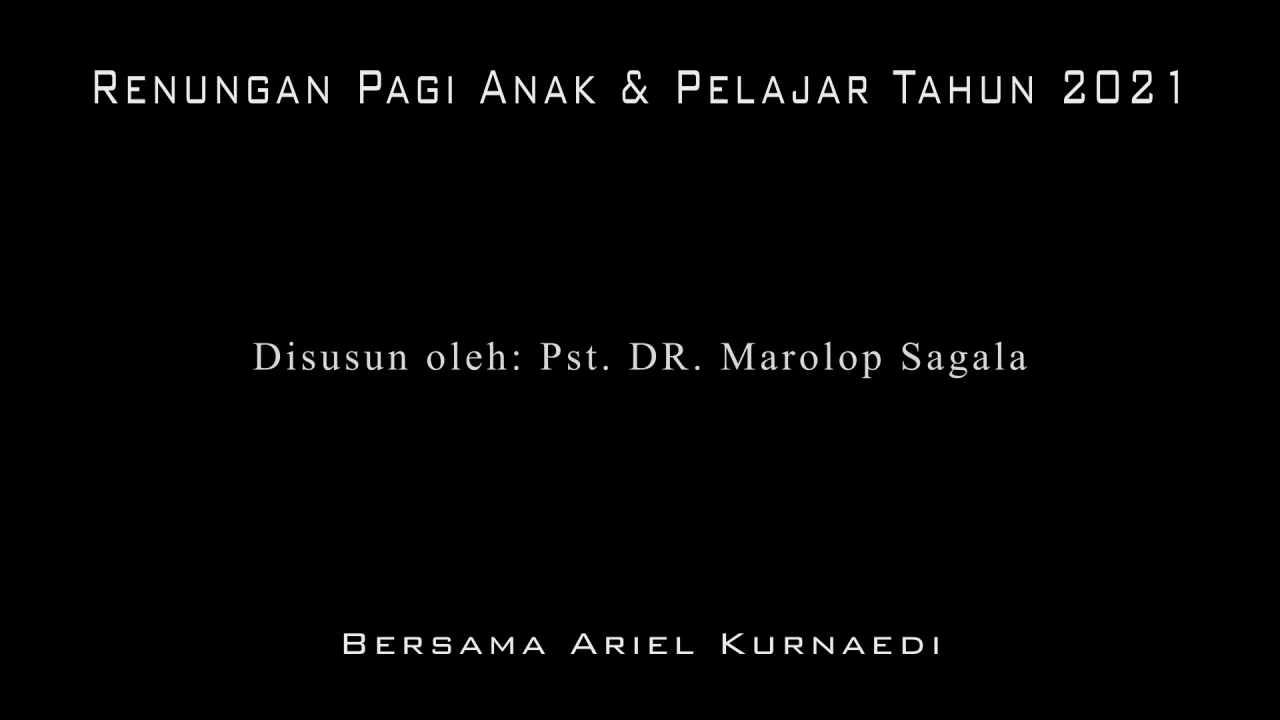 Renungan Pagi Anak & Pelajar Tahun 2021
Disusun oleh: Pst. DR. Marolop Sagala
Bersama Ariel Kurnaedi